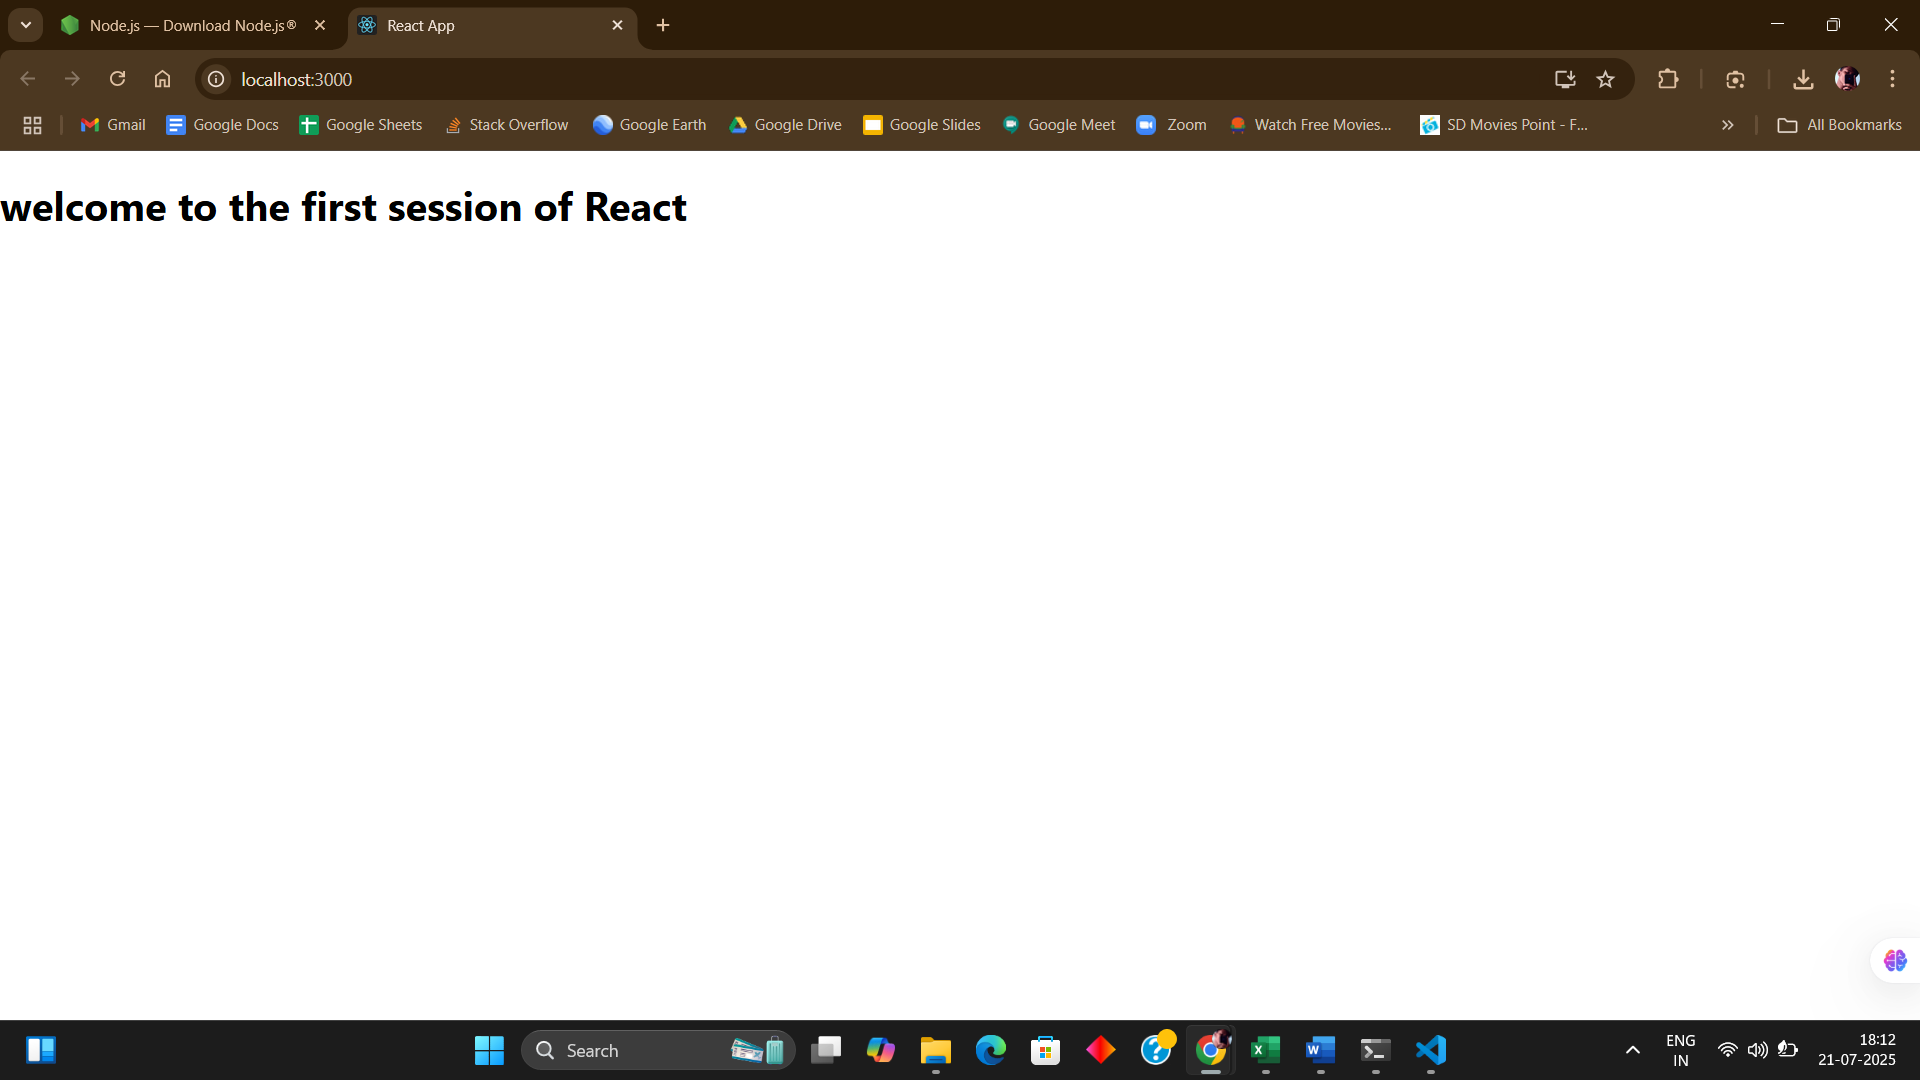 Node.js — Download Node.js®
React App
localhost:3000
Gmail
Google Docs
Google Sheets
Stack Overflow
Google Earth
Google Drive
Google Slides
Google Meet
Zoom
Watch Free Movies...
SD Movies Point - F...
All Bookmarks
welcome to the first session of React
Search
ENG
IN
18:12
21-07-2025